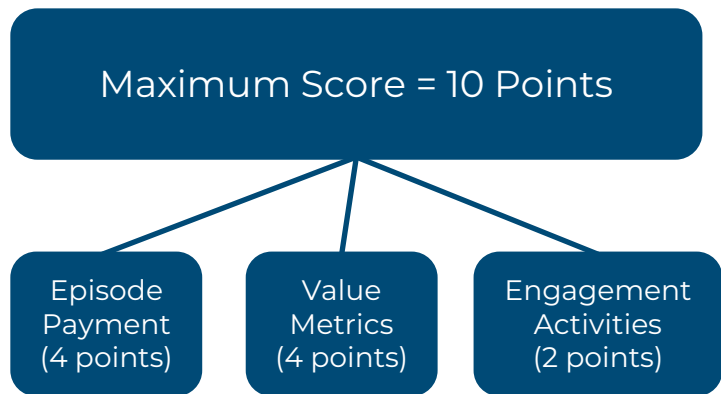 Maximum Score = 10 Points
Episode
Payment
(4 points)
Value
Metrics
(4 points)
Engagement
Activities
(2 points)